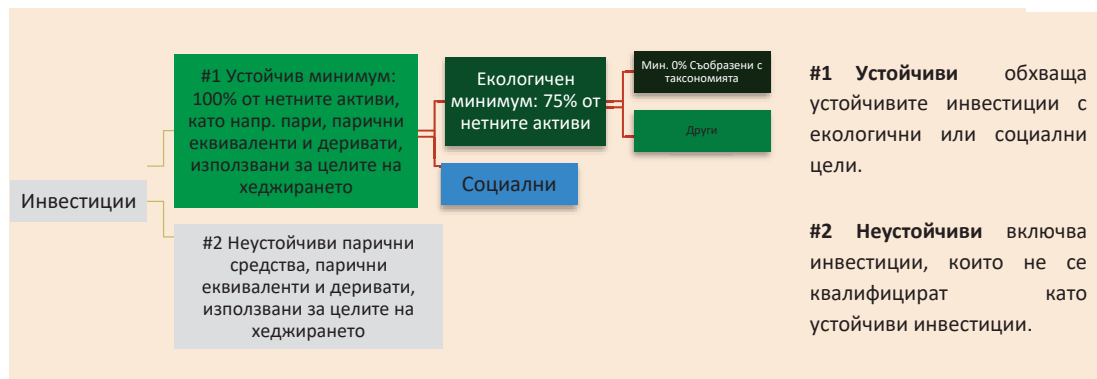 Инвестиции
#1 Устойчив минимум:
100% от нетните активи,
като напр. пари, парични
еквиваленти и деривати,
използвани за целите на
хеджирането
#2 Неустойчиви парични
средства, парични
еквиваленти и деривати,
използвани за целите на
хеджирането
Екологичен
минимум: 75% от
нетните активи
Социални
Мин. 0% Съобразени с
таксономията
Други
#1 Устойчиви обхваща
устойчивите инвестиции с
екологични или социални
цели.
#2 Неустойчиви включва
инвестиции, които не се
квалифицират като
устойчиви инвестиции.